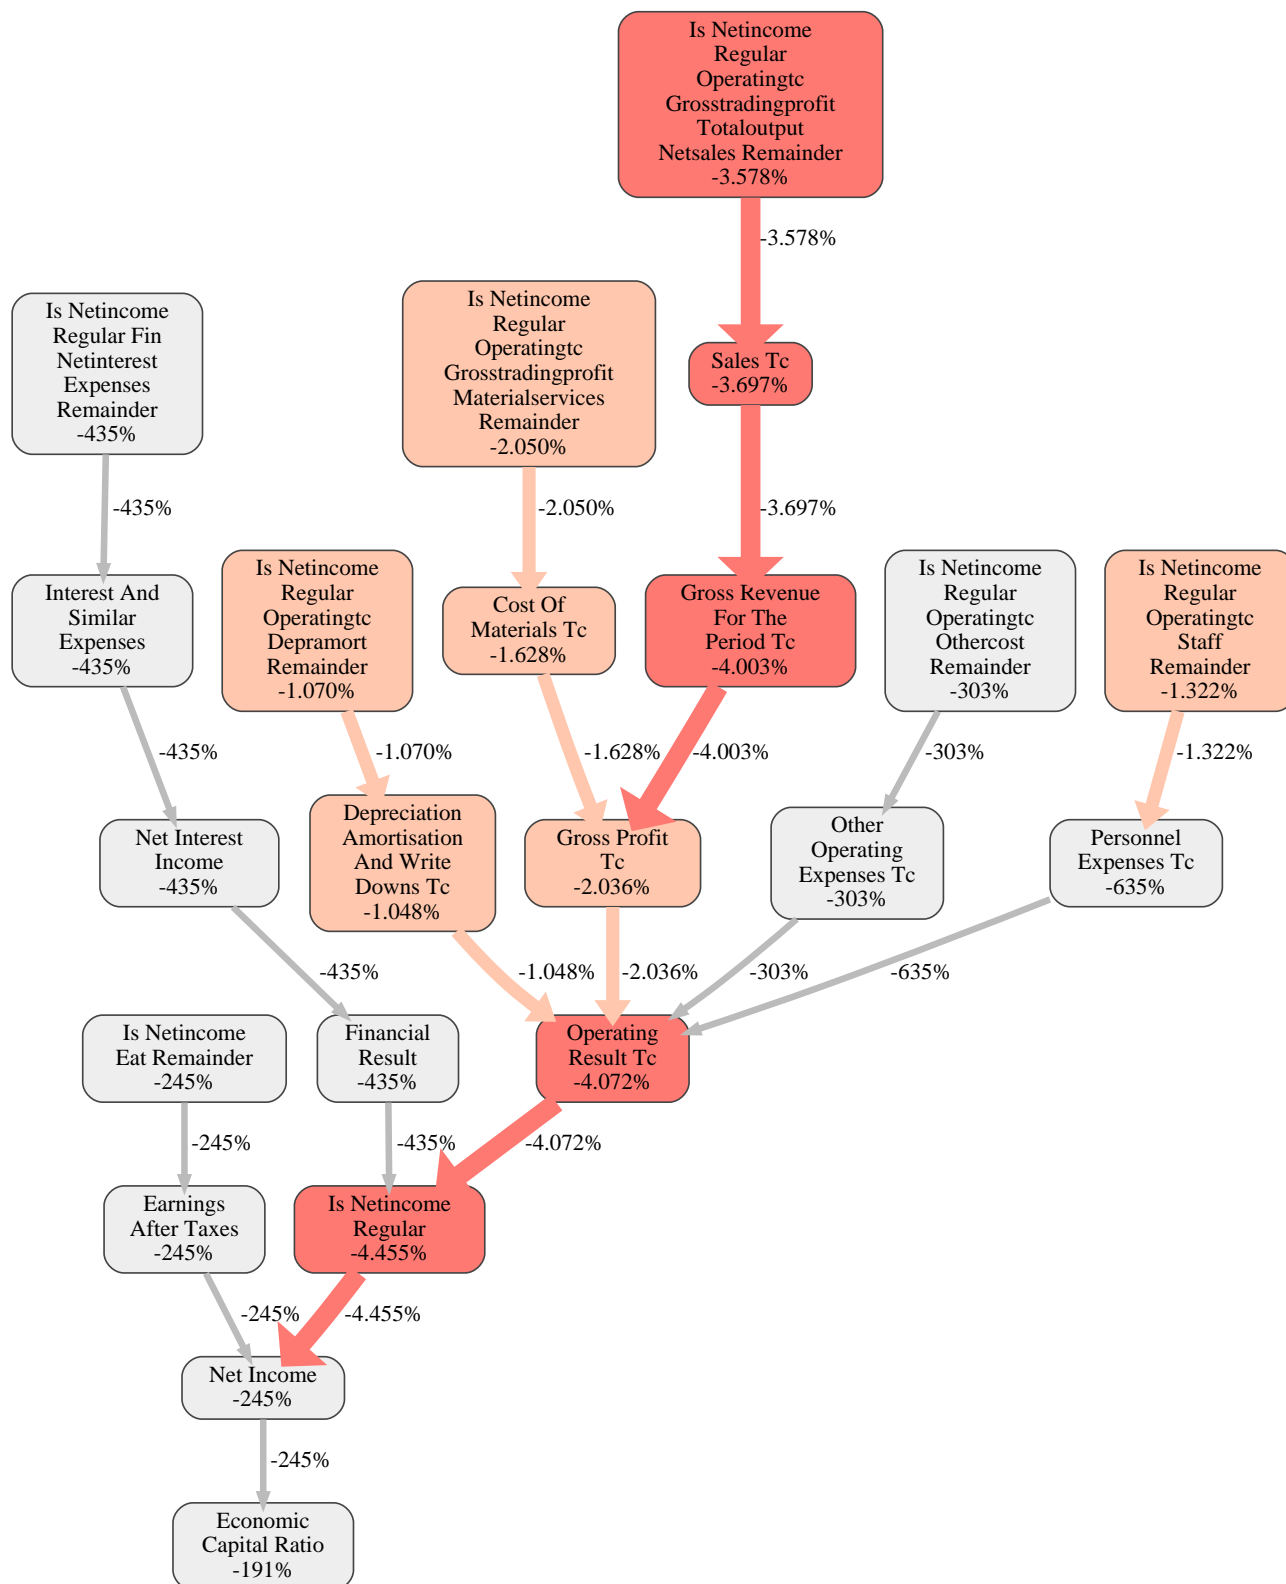 Is Netincome
Regular
Operatingtc
Grosstradingprofit
Totaloutput
Netsales Remainder
-3.578%
-3.578%
Is Netincome
Regular Fin
Netinterest
Expenses
Remainder
-435%
Is Netincome
Regular
Operatingtc
Grosstradingprofit
Materialservices
Remainder
-2.050%
Sales Tc
-3.697%
-435%
-2.050%
-3.697%
Interest And
Similar
Expenses
-435%
Is Netincome
Regular
Operatingtc
Depramort
Remainder
-1.070%
Cost Of
Materials Tc
-1.628%
Gross Revenue
For The
Period Tc
-4.003%
Is Netincome
Regular
Operatingtc
Othercost
Remainder
-303%
Is Netincome
Regular
Operatingtc
Staff
Remainder
-1.322%
-435%
-1.070%
-1.628%
-4.003%
-303%
-1.322%
Net Interest
Income
-435%
Depreciation
Amortisation
And Write
Downs Tc
-1.048%
Gross Profit
Tc
-2.036%
Other
Operating
Expenses Tc
-303%
Personnel
Expenses Tc
-635%
-435%
-1.048%
-2.036%
-303%
-635%
Is Netincome
Eat Remainder
-245%
Financial
Result
-435%
Operating
Result Tc
-4.072%
-245%
-435%
-4.072%
Earnings
After Taxes
-245%
Is Netincome
Regular
-4.455%
-245%
-4.455%
Net Income
-245%
-245%
Economic
Capital Ratio
-191%